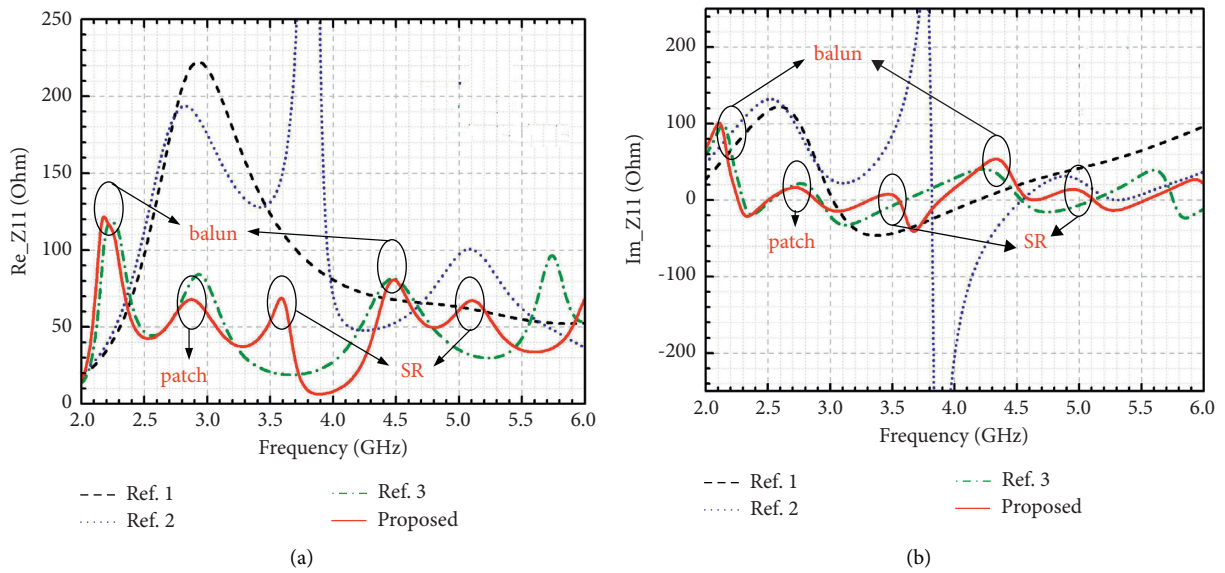 250
200
150
100
50
0
Re_Z11 (Ohm)
balun
patch
SR
2.0 2.5 3.0 3.5 4.0 4.5 5.0 5.5 6.0
Frequency (GHz)
Ref. 1
Ref. 2
Ref. 3
Proposed
(a)
200
100
0
-100
-200
Im_Z11 (Ohm)
balun
patch
SR
2.0 2.5 3.0 3.5 4.0 4.5 5.0 5.5 6.0
Frequency (GHz)
Ref. 1
Ref. 2
Ref. 3
Proposed
(b)